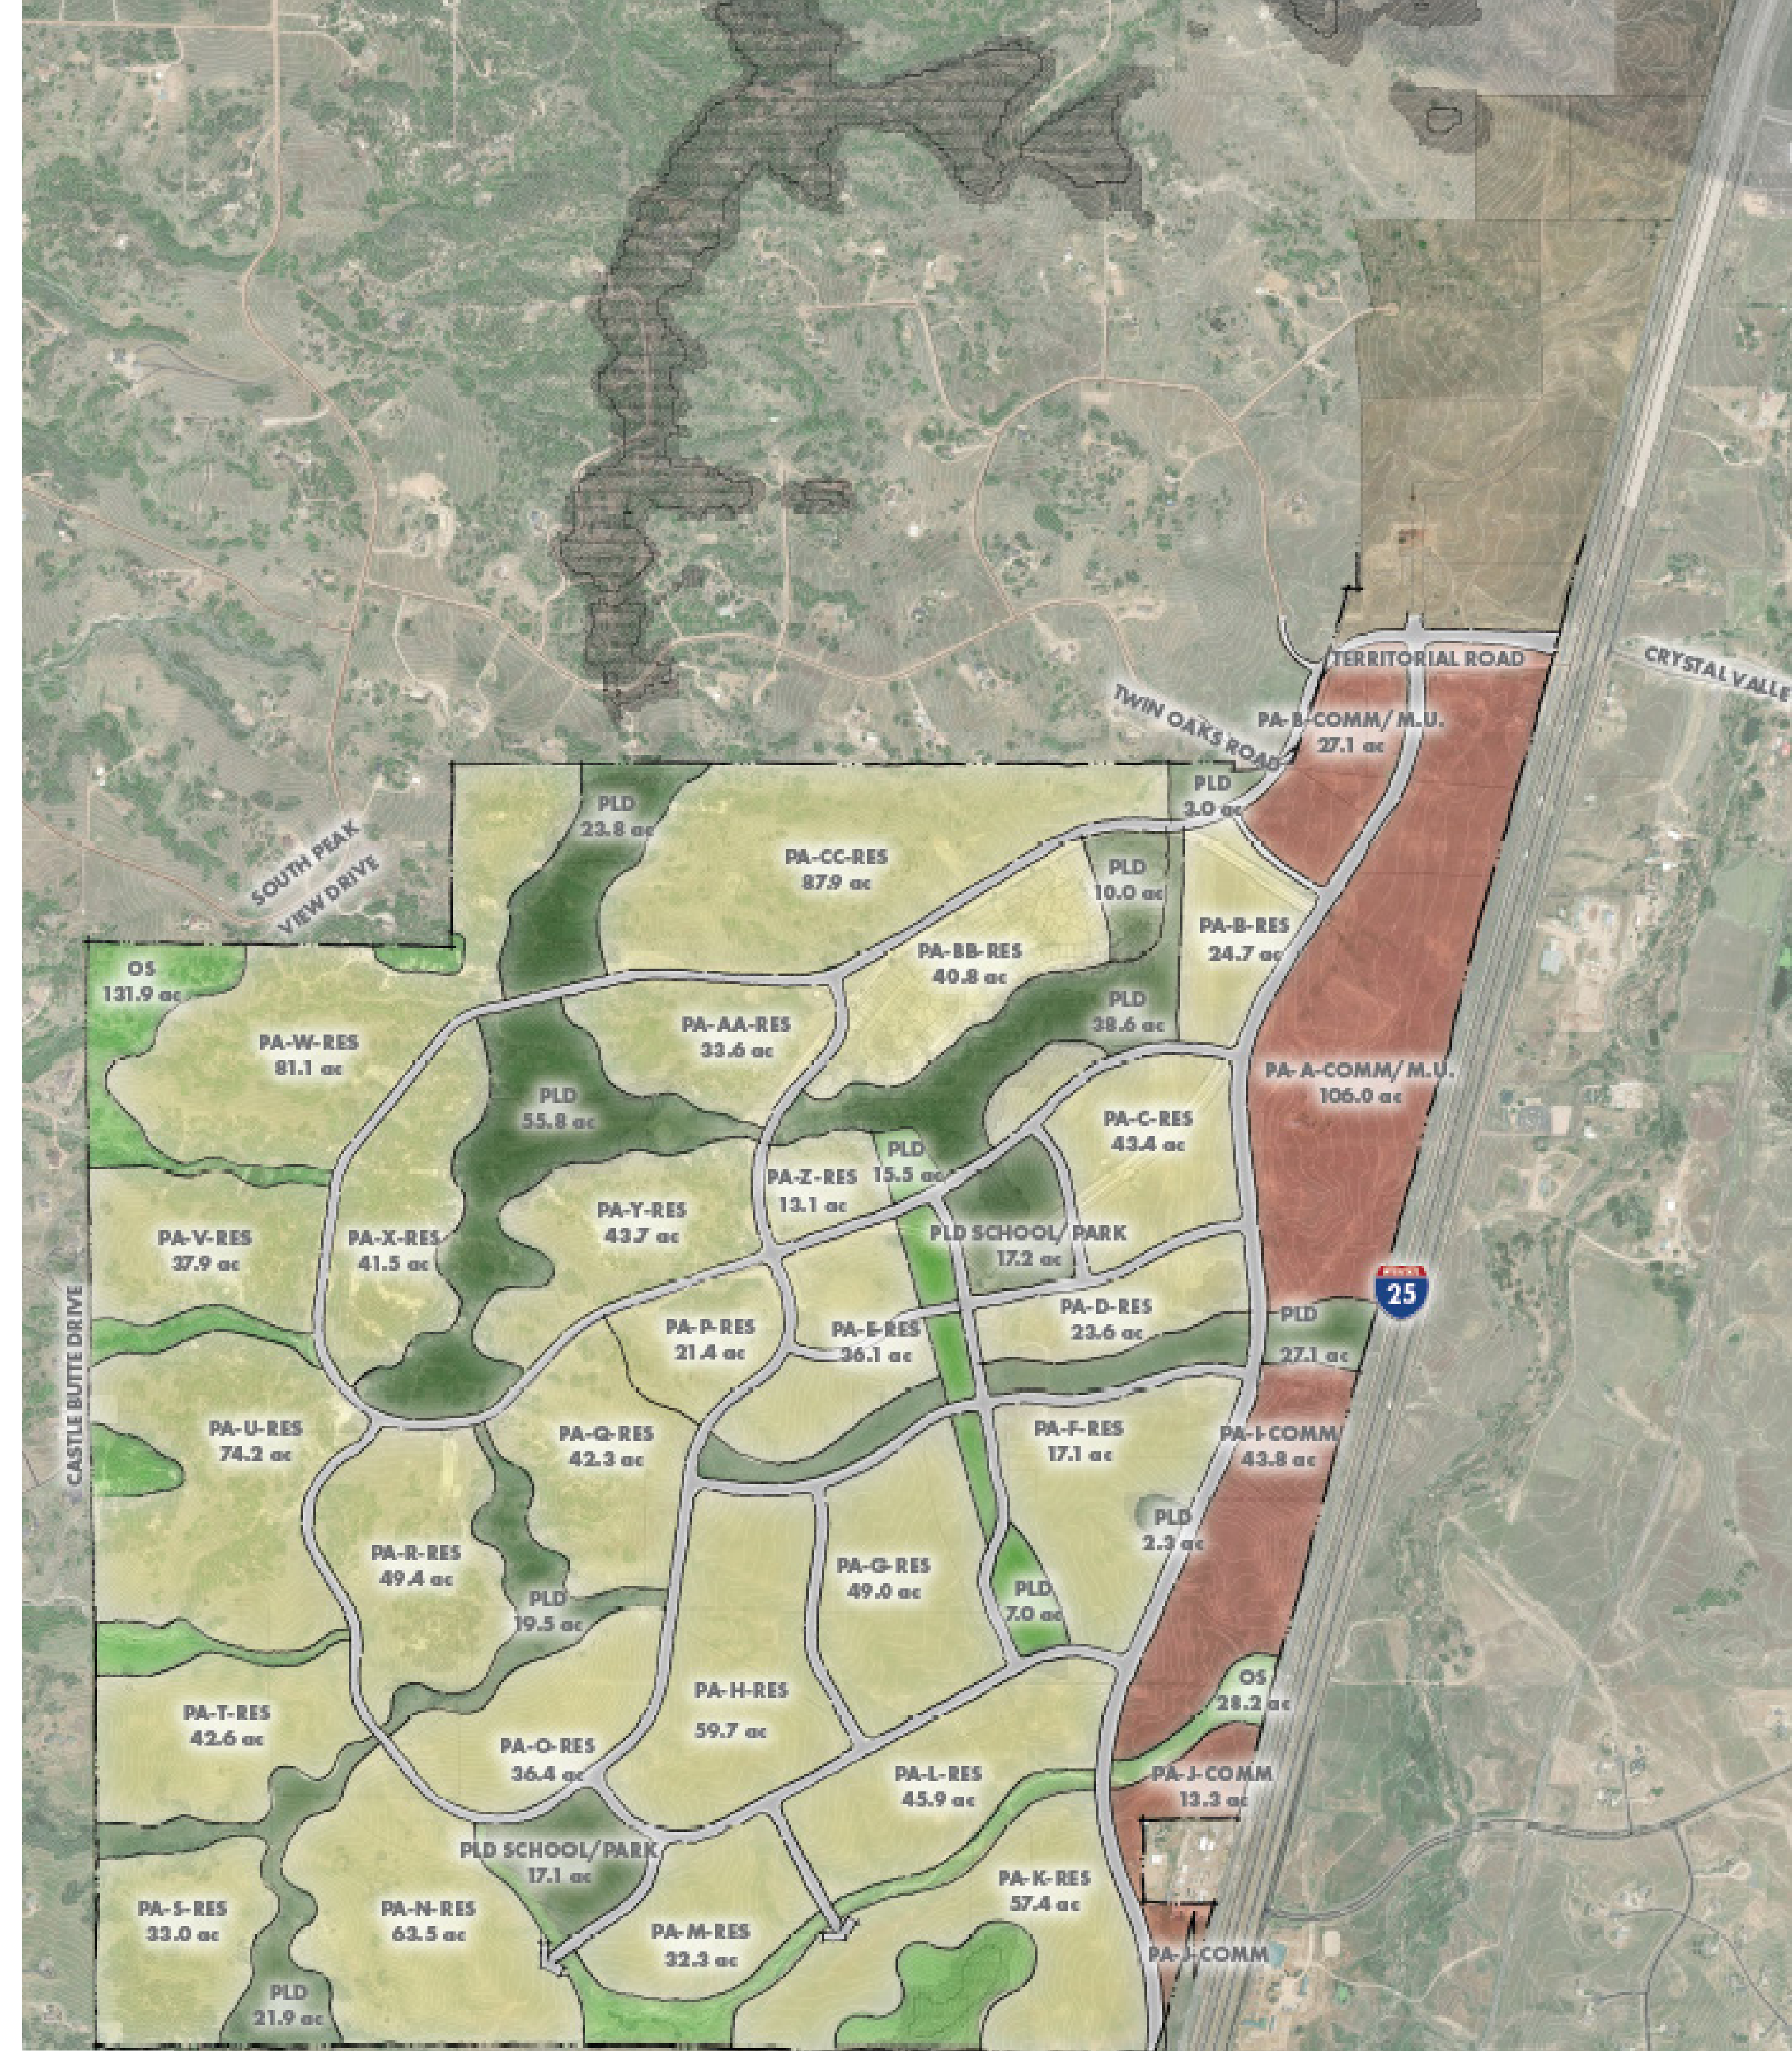 TERRITORIAL ROAD
CRYSTAL VALLE
TWIN OAKS ROAD
PA-B-COMM/M.U.
27.1 ac
PLD
3.0 ac
PLD
23.8 ac
SOUTH PEAK
VIEW DRIVE
PA-CC-RES
87.9 ac
PLD
10.0 ac
PA-B-RES
24.7 ac
PA-BB-RES
40.8 ac
OS
131.9 ac
PLD
38.6 ac
PA-AA-RES
33.6 ac
PA-W-RES
81.1 ac
PA-A-COMM/M.U.
106.0 ac
PLD
55.8 ac
PA-C-RES
43.4 ac
PLD
15.5 ac
PA-Z-RES
13.1 ac
PA-Y-RES
43.7 ac
PLD SCHOOL/PARK
17.2 ac
PA-V-RES
37.9 ac
PA-X-RES
41.5 ac
25
PA-D-RES
23.6 ac
PLD
27.1 ac
PA-P-RES
21.4 ac
PA-E-RES
36.1 ac
CASTLE BUTTE DRIVE
PA-U-RES
74.2 ac
PA-Q-RES
42.3 ac
PA-F-RES
17.1 ac
PA-I-COMM
43.8 ac
PLD
2.3 ac
PA-R-RES
49.4 ac
PA-G-RES
49.0 ac
PLD
7.0 ac
PLD
19.5 ac
OS
28.2 ac
PA-H-RES
59.7 ac
PA-T-RES
42.6 ac
PA-O-RES
36.4 ac
PA-L-RES
45.9 ac
PA-J-COMM
13.3 ac
PLD SCHOOL/PARK
17.1 ac
PA-K-RES
57.4 ac
PA-S-RES
33.0 ac
PA-N-RES
63.5 ac
PA-M-RES
32.3 ac
PA-J-COMM
PLD
21.9 ac